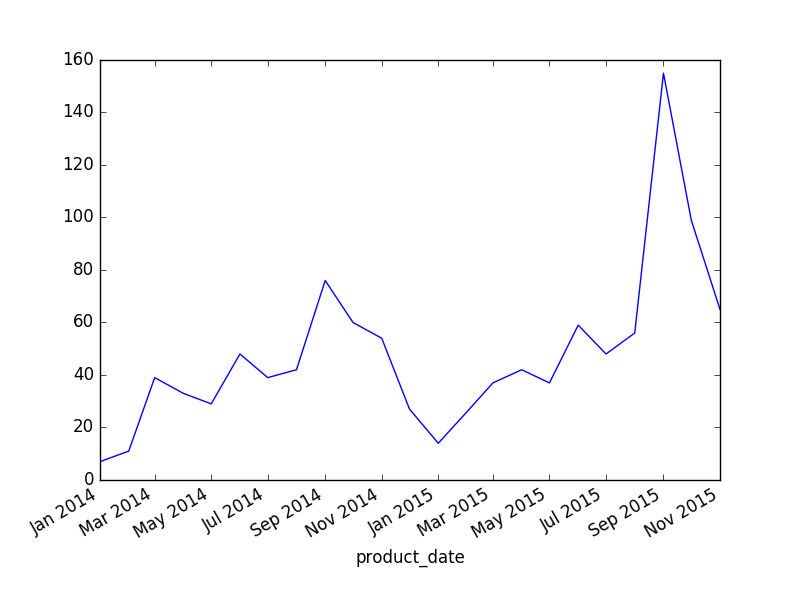 160
140
120
100
80
60
40
20
0
Jan 2014
Mar 2014
May 2014
Jul 2014
Sep 2014
Nov 2014
Jan 2015
Mar 2015
May 2015
Jul 2015
Sep 2015
Nov 2015
product_date